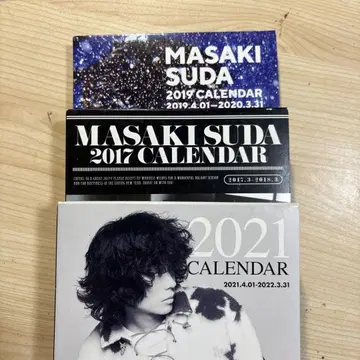 MASAKI
SUDA
2019 CALENDAR
2019.4.01–2020.3.31
MASAKI SUDA
2017 CALENDAR
2017.3–2018.3
2021
CALENDAR
2021.4.01-2022.3.31